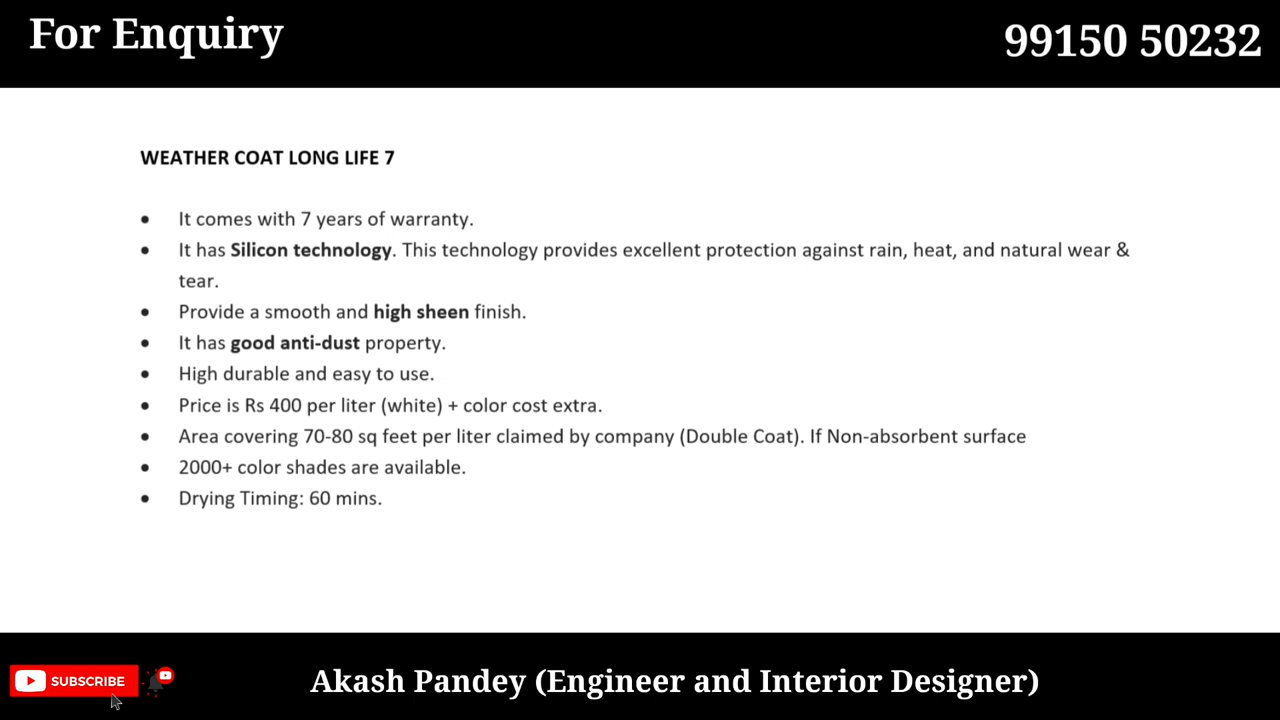 For Enquiry
99150 50232
WEATHER COAT LONG LIFE 7
• It comes with 7 years of warranty.
• It has Silicon technology. This technology provides excellent protection against rain, heat, and natural wear &
tear.
• Provide a smooth and high sheen finish.
• It has good anti-dust property.
• High durable and easy to use.
• Price is Rs 400 per liter (white) + color cost extra.
• Area covering 70-80 sq feet per liter claimed by company (Double Coat). If Non-absorbent surface
• 2000+ color shades are available.
• Drying Timing: 60 mins.
SUBSCRIBE
Akash Pandey (Engineer and Interior Designer)